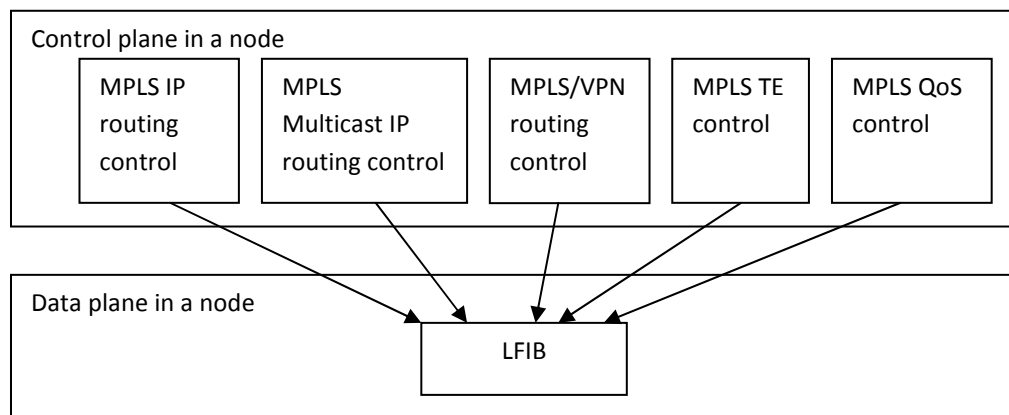 Control plane in a node
MPLS IP
routing
control
MPLS
Multicast IP
routing control
MPLS/VPN
routing
control
MPLS TE
control
MPLS QoS
control
Data plane in a node
LFIB